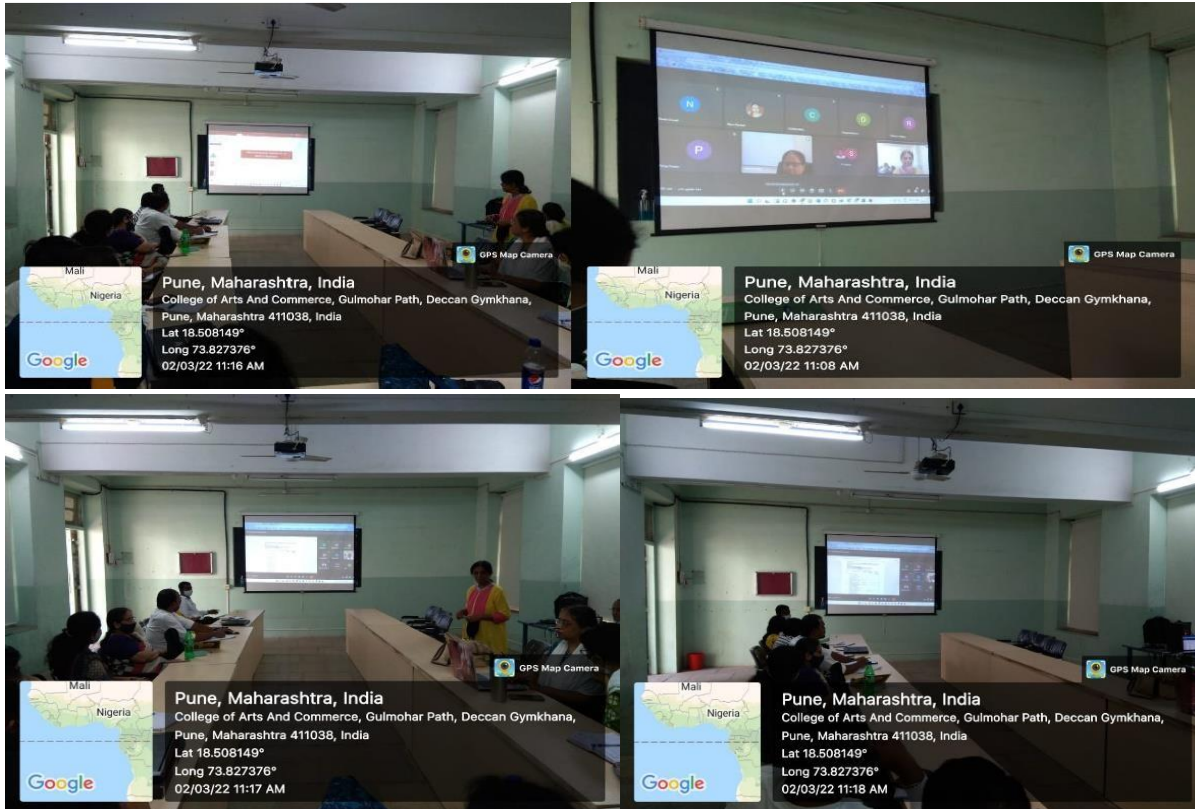 GPS Map Camera
Mali
Nigeria
Google
Pune, Maharashtra, India
College of Arts And Commerce, Gulmohar Path, Deccan Gymkhana,
Pune, Maharashtra 411038, India
Lat 18.508149°
Long 73.827376°
02/03/22 11:16 AM
pepsi
N
C
D
R
P
S
GPS Map Camera
Mali
Nigeria
Google
Pune, Maharashtra, India
College of Arts And Commerce, Gulmohar Path, Deccan Gymkhana,
Pune, Maharashtra 411038, India
Lat 18.508149°
Long 73.827376°
02/03/22 11:08 AM
GPS Map Camera
Mali
Nigeria
Google
Pune, Maharashtra, India
College of Arts And Commerce, Gulmohar Path, Deccan Gymkhana,
Pune, Maharashtra 411038, India
Lat 18.508149°
Long 73.827376°
02/03/22 11:17 AM
GPS Map Camera
Mali
Nigeria
Google
Pune, Maharashtra, India
College of Arts And Commerce, Gulmohar Path, Deccan Gymkhana,
Pune, Maharashtra 411038, India
Lat 18.508149°
Long 73.827376°
02/03/22 11:18 AM